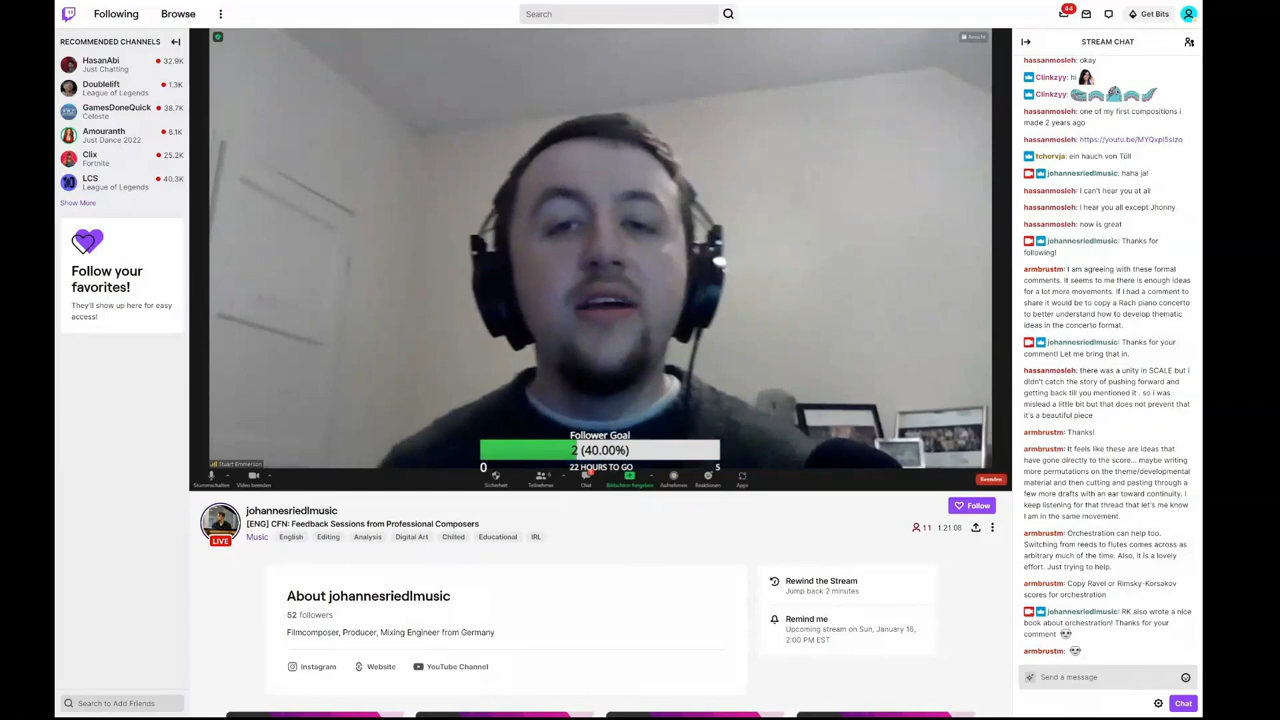 Following
Browse
Search
44
Get Bits
RECOMMENDED CHANNELS
HasanAbi
32.9K
Just Chatting
Doublelift
1.3K
League of Legends
GamesDoneQuick
38.7K
Celeste
Amouranth
8.1K
Just Dance 2022
Clix
25.2K
Fortnite
LCS
40.3K
League of Legends
Show More
Follow your
favorites!
They'll show up here for easy
access!
Search to Add Friends
Ansicht
Follower Goal
2 (40.00%)
0
22 HOURS TO GO
5
Stuart Emmerson
Stummschalten
Video beenden
Sicherheit
Teilnehmer
Chat
Bildschirm freigeben
Aufnehmen
Reaktionen
Apps
Beenden
johannesriedlmusic
[ENG] CFN: Feedback Sessions from Professional Composers
Music
English
Editing
Analysis
Digital Art
Chilled
Educational
IRL
LIVE
Follow
11
1:21:08
About johannesriedlmusic
52 followers
Filmcomposer, Producer, Mixing Engineer from Germany
Instagram
Website
YouTube Channel
Rewind the Stream
Jump back 2 minutes
Remind me
Upcoming stream on Sun, January 16,
2:00 PM EST
STREAM CHAT
hassanmosleh: okay
Clinkzyy: hi
Clinkzyy:
hassanmosleh: one of my first compositions i
made 2 years ago
hassanmosleh: https://youtu.be/MYQxpi5slzo
tchervja: ein hauch von Tüll
johannesriedlmusic: haha ja!
hassanmosleh: I can't hear you at all
hassanmosleh: i hear you all except Jhonny
hassanmosleh: now is great
johannesriedlmusic: Thanks for
following!
armbrustm: I am agreeing with these formal
comments. It seems to me there is enough ideas
for a lot more movements. If I had a comment to
share it would be to copy a Rach piano concerto
to better understand how to develop thematic
ideas in the concerto format.
johannesriedlmusic: Thanks for your
comment! Let me bring that in.
hassanmosleh: there was a unity in SCALE but i
didn't catch the story of pushing forward and
getting back till you mentioned it . so i was
mislead a little bit but that does not prevent that
it's a beautiful piece
armbrustm: Thanks!
armbrustm: It feels like these are ideas that
have gone directly to the score... maybe writing
more permutations on the theme/developmental
material and then cutting and pasting through a
few more drafts with an ear toward continuity. I
keep listening for that thread that let's me know
I am in the same movement.
armbrustm: Orchestration can help too.
Switching from reeds to flutes comes across as
arbitrary much of the time. Also, it is a lovely
effort. Just trying to help.
armbrustm: Copy Ravel or Rimsky-Korsakov
scores for orchestration
johannesriedlmusic: RK also wrote a nice
book about orchestration! Thanks for your
comment
armbrustm:
Send a message
Chat